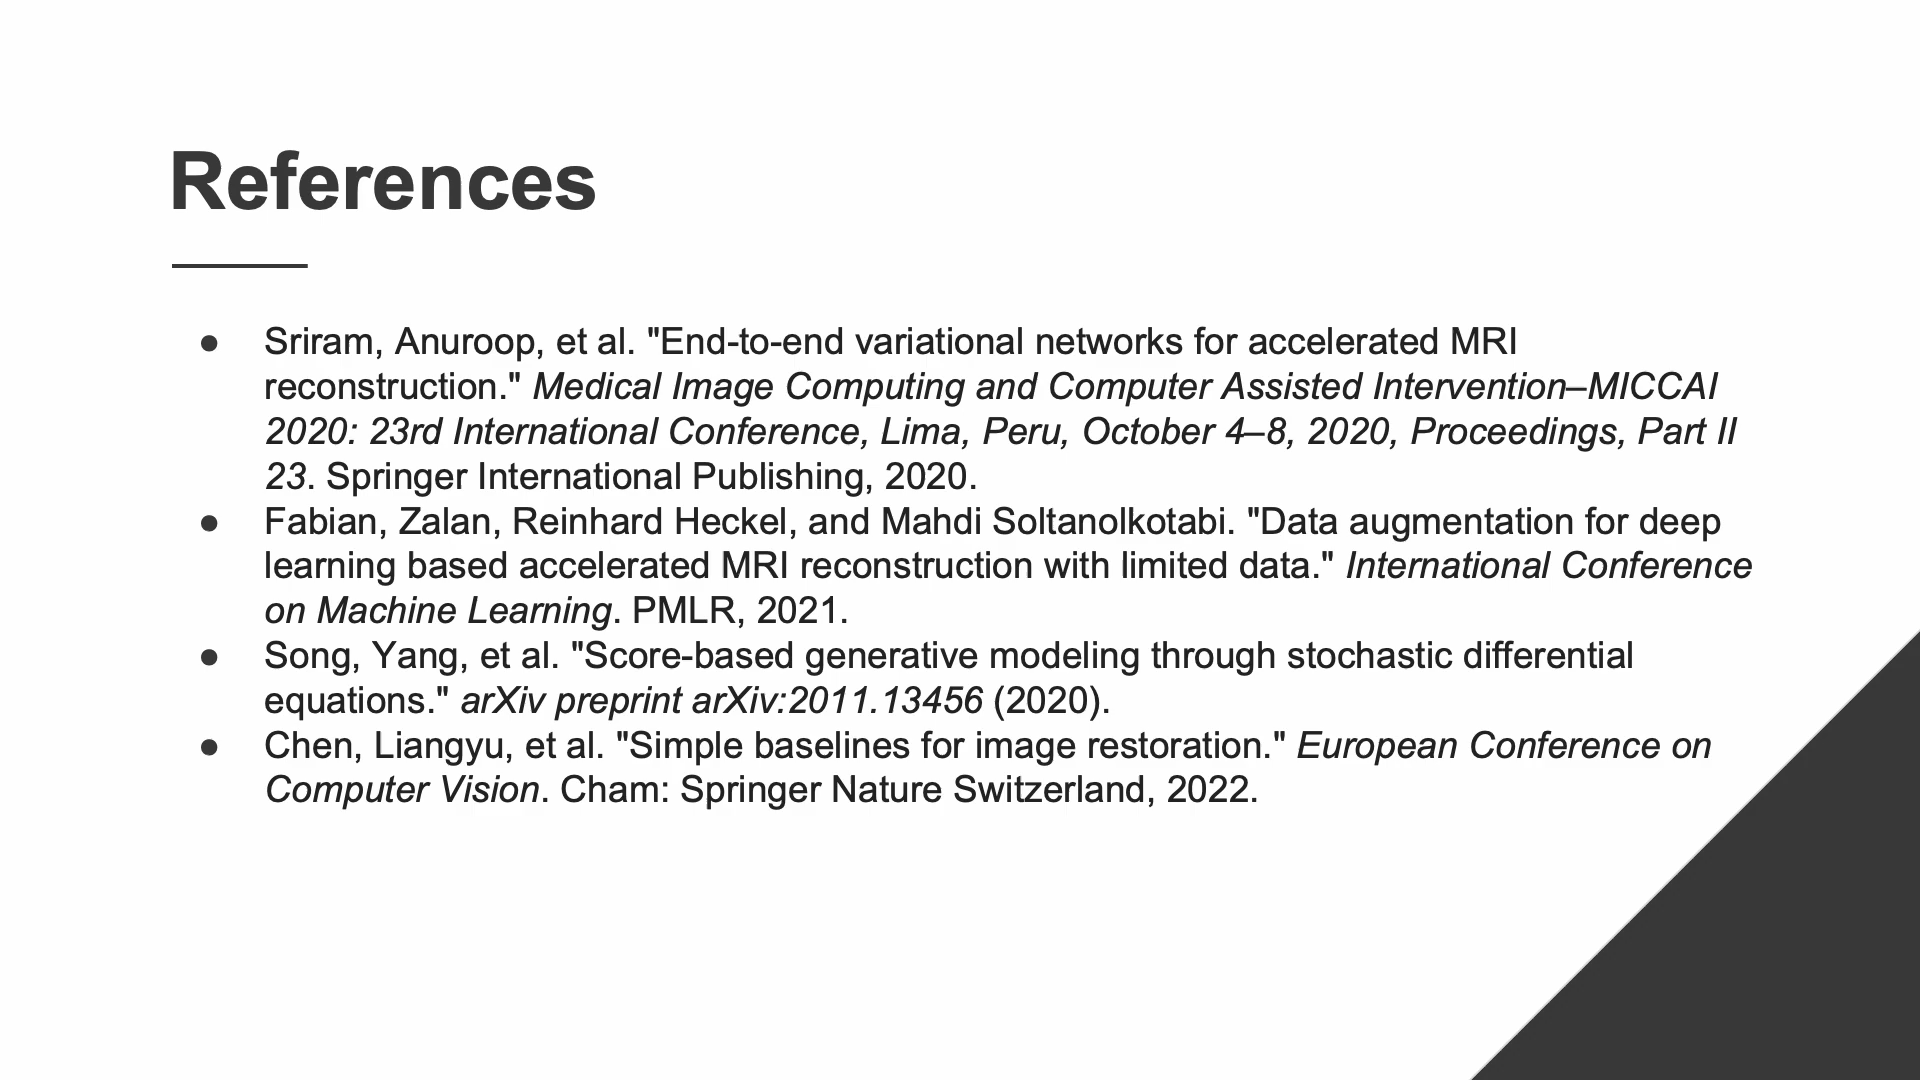 References
● Sriram, Anuroop, et al. "End-to-end variational networks for accelerated MRI
reconstruction." Medical Image Computing and Computer Assisted Intervention–MICCAI
2020: 23rd International Conference, Lima, Peru, October 4–8, 2020, Proceedings, Part II
23. Springer International Publishing, 2020.
● Fabian, Zalan, Reinhard Heckel, and Mahdi Soltanolkotabi. "Data augmentation for deep
learning based accelerated MRI reconstruction with limited data." International Conference
on Machine Learning. PMLR, 2021.
● Song, Yang, et al. "Score-based generative modeling through stochastic differential
equations." arXiv preprint arXiv:2011.13456 (2020).
● Chen, Liangyu, et al. "Simple baselines for image restoration." European Conference on
Computer Vision. Cham: Springer Nature Switzerland, 2022.